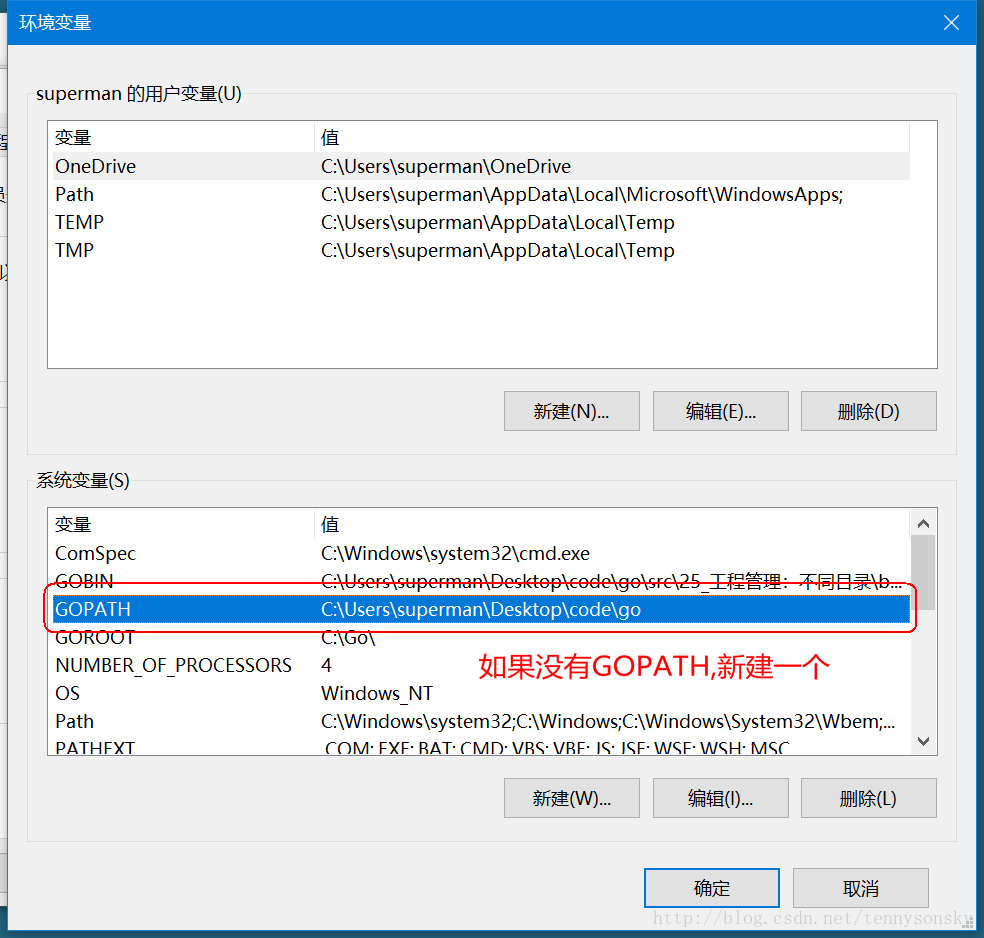 环境变量
superman 的用户变量(U)
变量 值
OneDrive C:\Users\superman\OneDrive
Path C:\Users\superman\AppData\Local\Microsoft\WindowsApps;
TEMP C:\Users\superman\AppData\Local\Temp
TMP C:\Users\superman\AppData\Local\Temp
新建(N)... 编辑(E)... 删除(D)
系统变量(S)
变量 值
ComSpec C:\Windows\system32\cmd.exe
GOBIN C:\Users\superman\Desktop\code\go\src\25_工程管理：不同目录\b...
GOPATH C:\Users\superman\Desktop\code\go
GOROOT C:\Go\
NUMBER_OF_PROCESSORS 4
如果没有GOPATH,新建一个
OS Windows_NT
Path C:\Windows\system32;C:\Windows;C:\Windows\System32\Wbem;...
PATHEXT .COM;.EXE;.BAT;.CMD;.VBS;.VBE;.JS;.JSE;.WSF;.WSH;.MSC
新建(W)... 编辑(I)... 删除(L)
确定 取消
http://blog.csdn.net/tennysonsky